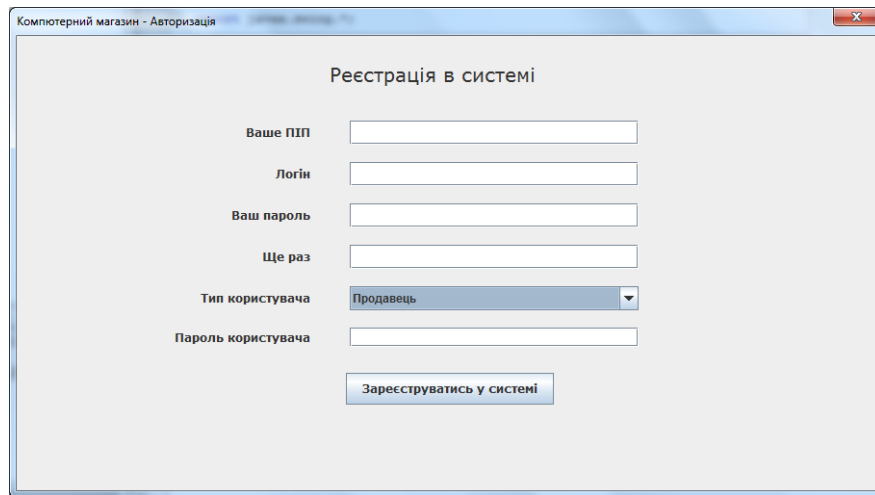 Компютерний магазин - Авторизація
Реєстрація в системі
Ваше ПІП
Логін
Ваш пароль
Ще раз
Тип користувача
Продавець
Пароль користувача
Зареєструватись у системі